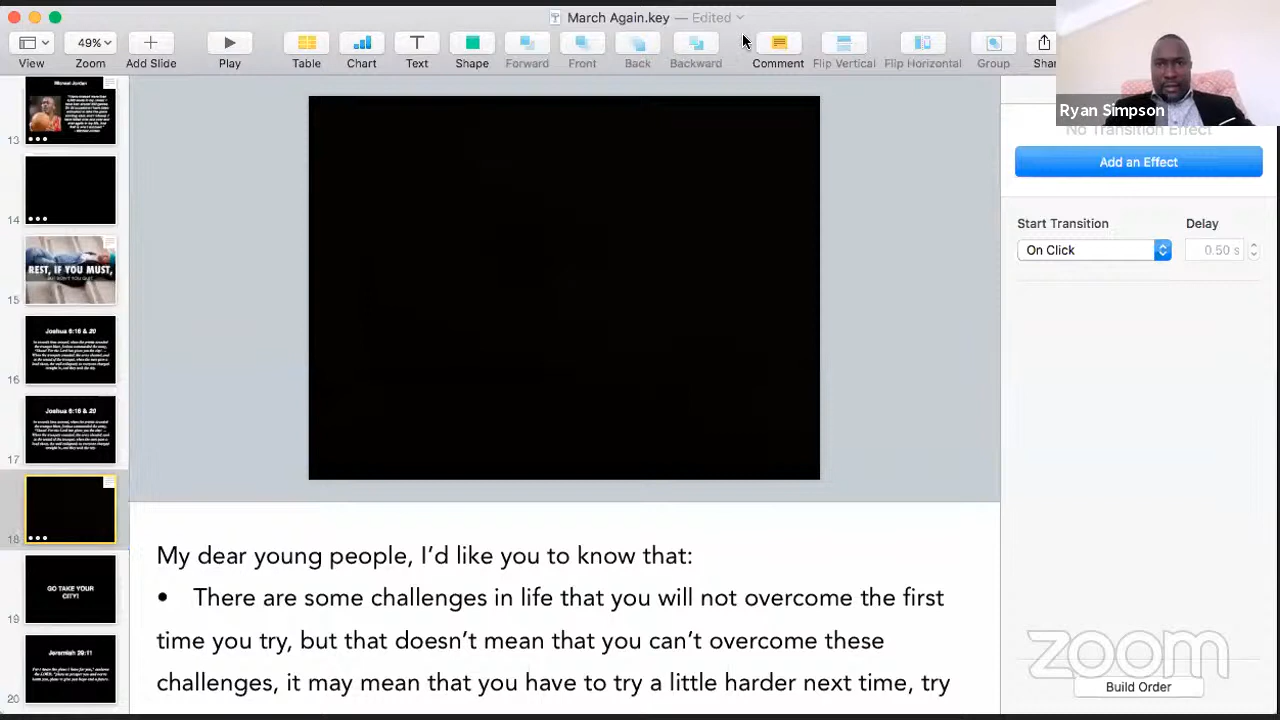 March Again.key — Edited
View
49%
Zoom
Add Slide
Play
Table
Chart
Text
Shape
Forward
Front
Back
Backward
Comment
Flip Vertical
Flip Horizontal
Group
Shar
Ryan Simpson
No Transition Effect
Add an Effect
Start Transition
Delay
On Click
0.50 s
13
14
REST, IF YOU MUST,
15
Joshua 6:16 & 20
16
Joshua 6:16 & 20
17
18
GO TAKE YOUR
CITY!
19
Jeremiah 29:11
20
My dear young people, I’d like you to know that:
• There are some challenges in life that you will not overcome the first
time you try, but that doesn’t mean that you can’t overcome these
challenges, it may mean that you have to try a little harder next time, try
zoom
Build Order